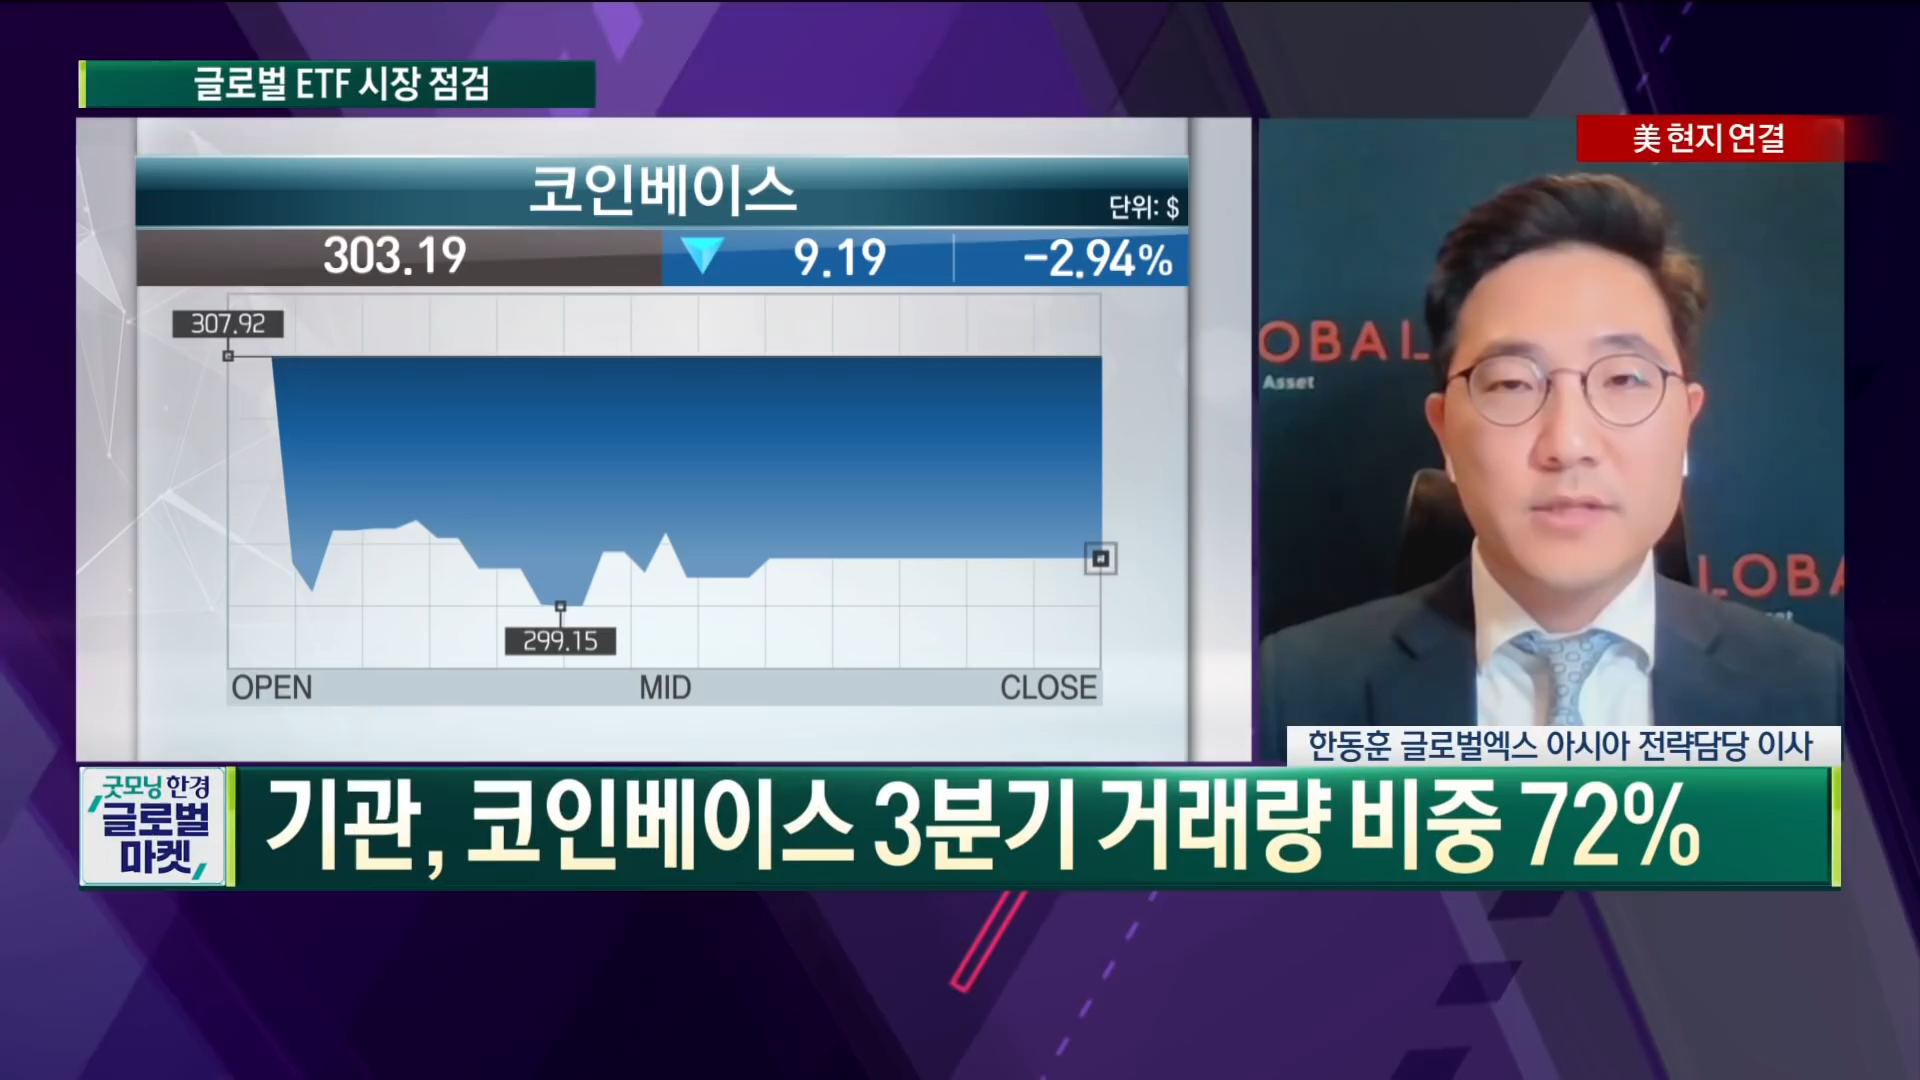 글로벌 ETF 시장 점검
美 현지 연결
코인베이스
단위: $
303.19 9.19 -2.94%
307.92
299.15
OPEN MID CLOSE
OBAL
Asset
LOBA
한동훈 글로벌엑스 아시아 전략담당 이사
굿모닝 한경
글로벌
마켓
기관, 코인베이스 3분기 거래량 비중 72%